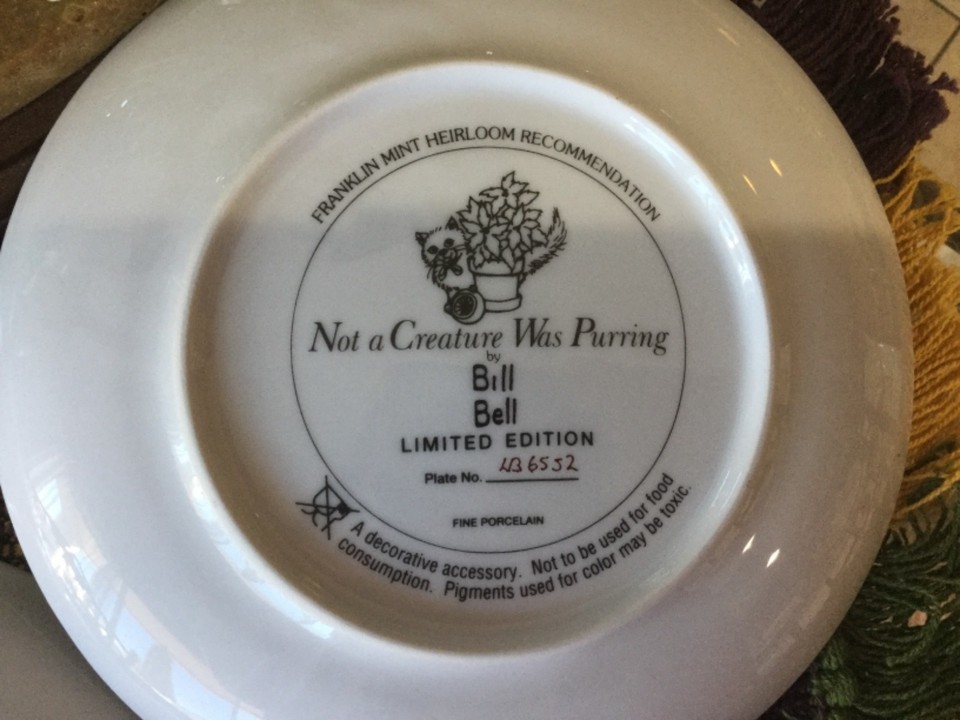 FRANKLIN MINT HEIRLOOM RECOMMENDATION
Not a Creature Was Purring
by
Bill
Bell
LIMITED EDITION
Plate No. LB6552
FINE PORCELAIN
A decorative accessory. Not to be used for food
consumption. Pigments used for color may be toxic.